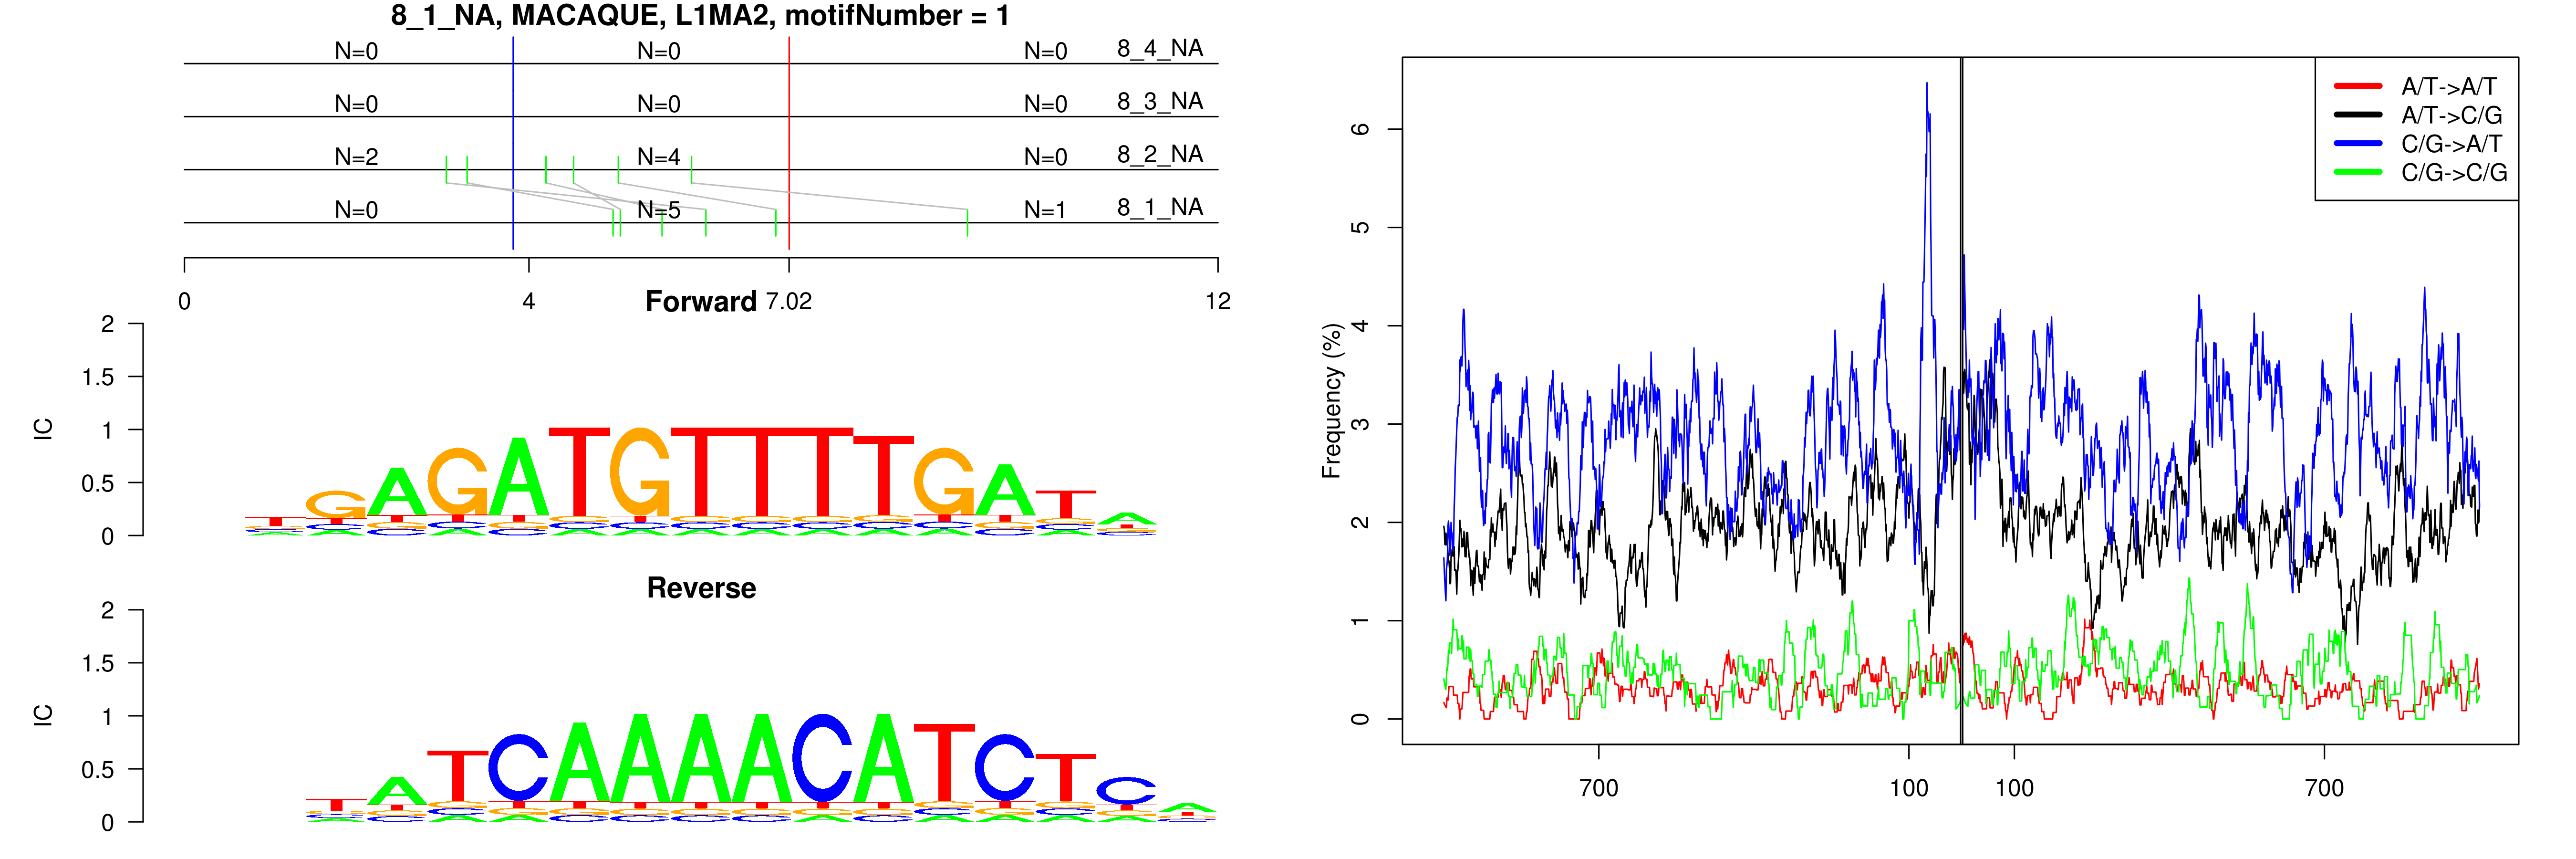 8_1_NA, MACAQUE, L1MA2, motifNumber = 1
N=0 N=0 N=0 8_4_NA
N=0 N=0 N=0 8_3_NA
N=2 N=4 N=0 8_2_NA
N=0 N=5 N=1 8_1_NA
0 4 7.02 12
Forward
2
1.5
1
0.5
0
IC
TGAGATGTTTTGATA
Reverse
2
1.5
1
0.5
0
IC
TATCAAAACATCTCA
A/T->A/T
A/T->C/G
C/G->A/T
C/G->C/G
Frequency (%)
6
5
4
3
2
1
0
700 100 100 700